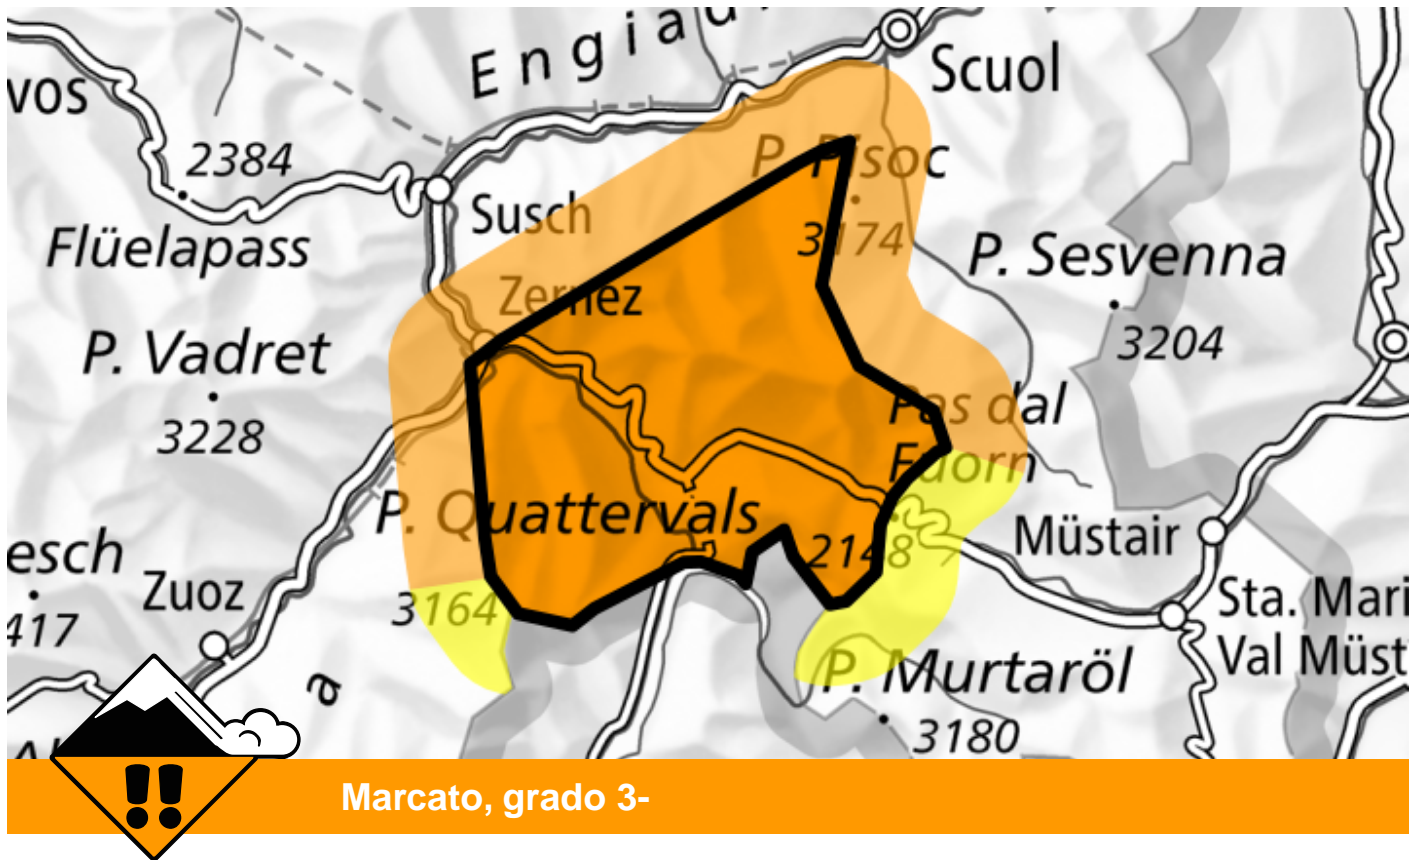 Engiad
Scuol
vos
2384
P. Pisoc
Susch
Flüelapass
3174
P. Sesvenna
Zernez
P. Vadret
3204
3228
Pas dal
Fuorn
P. Quattervals
esch
Müstair
2148
Zuoz
3164
Sta. Mari
417
Val Müst
P. Murtaröl
a
3180
Marcato, grado 3-